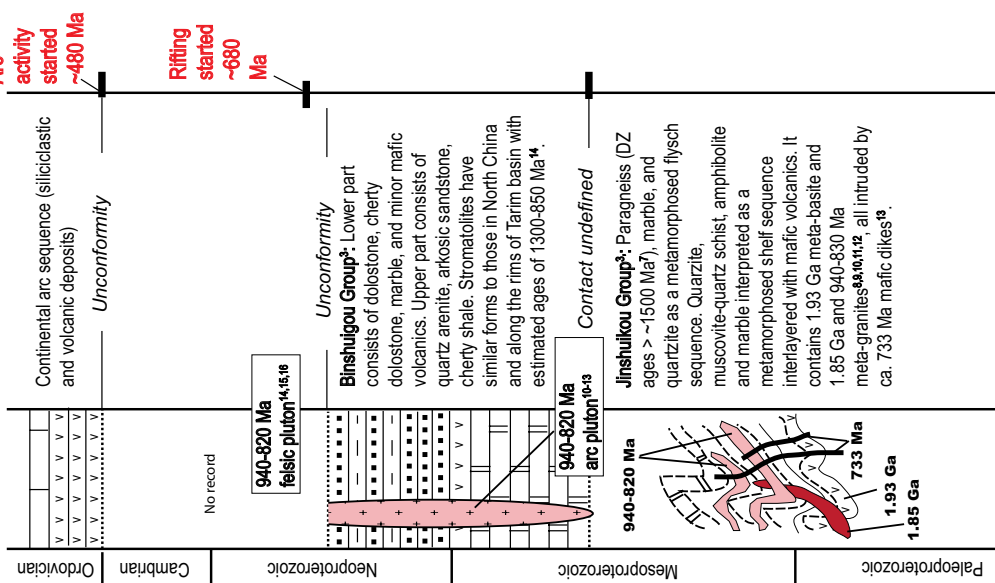 activity
started
~480 Ma
Rifting
started
~680
Ma
Continental arc sequence (siliciclastic
and volcanic deposits)
Unconformity
Unconformity
Binshuigou Group³: Lower part
consists of dolostone, cherty
dolostone, marble, and minor mafic
volcanics. Upper part consists of
quartz arenite, arkosic sandstone,
cherty shale. Stromatolites have
similar forms to those in North China
and along the rims of Tarim basin with
estimated ages of 1300-850 Ma¹⁴.
Contact undefined
Jinshuikou Group³: Paragneiss (DZ
ages > ~1500 Ma⁷), marble, and
quartzite as a metamorphosed flysch
sequence. Quarzite,
muscovite-quartz schist, amphibolite
and marble interpreted as a
metamorphosed shelf sequence
interlayered with mafic volcanics. It
contains 1.93 Ga meta-basite and
1.85 Ga and 940-830 Ma
meta-granites⁸,⁹,¹⁰,¹¹,¹², all intruded by
ca. 733 Ma mafic dikes¹³.
No record
940-820 Ma
felsic pluton¹⁴,¹⁵,¹⁶
940-820 Ma
arc pluton¹⁰⁻¹³
940-820 Ma
733 Ma
1.93 Ga
1.85 Ga
Ordovician
Cambrian
Neoproterozoic
Mesoproterozoic
Paleoproterozoic